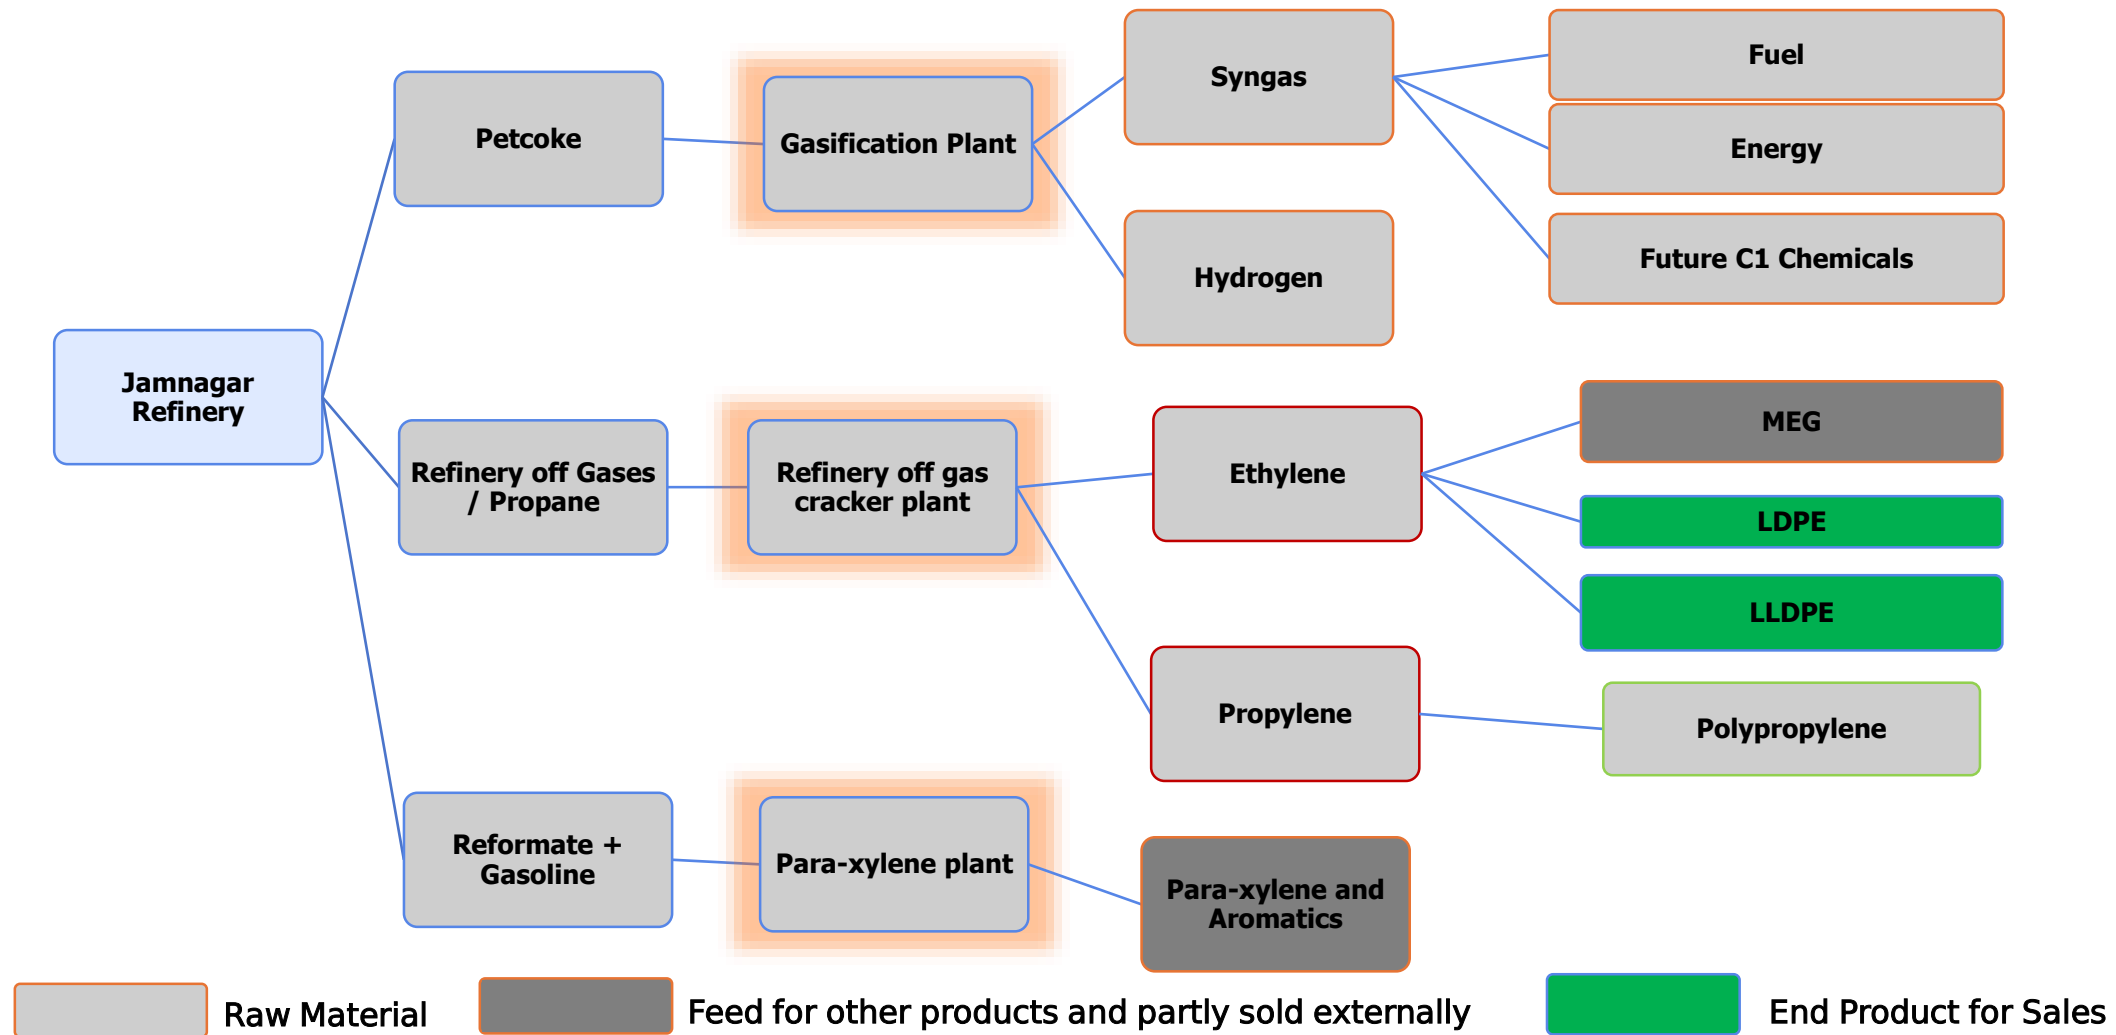 Jamnagar
Refinery
Petcoke
Gasification Plant
Syngas
Fuel
Energy
Future C1 Chemicals
Hydrogen
Refinery off Gases
/ Propane
Refinery off gas
cracker plant
Ethylene
MEG
LDPE
LLDPE
Propylene
Polypropylene
Reformate +
Gasoline
Para-xylene plant
Para-xylene and
Aromatics
Raw Material
Feed for other products and partly sold externally
End Product for Sales